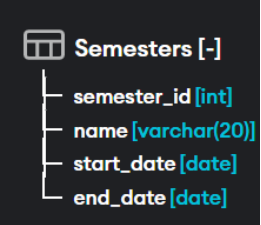 Semesters [-]
semester_id [int]
name [varchar(20)]
start_date [date]
end_date [date]